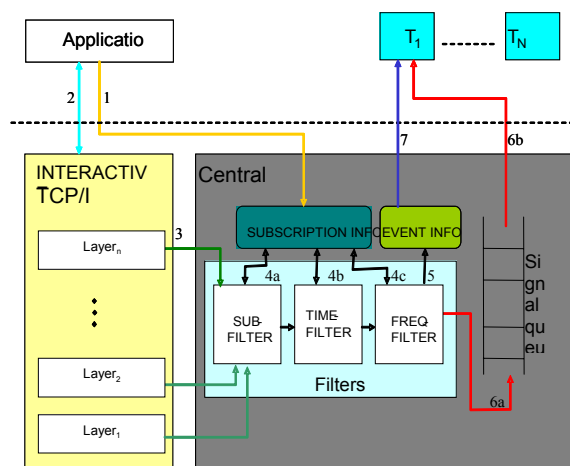 Applicatio
T1
TN
2
1
7
6b
INTERACTIV
TCP/I
Central
3
SUBSCRIPTION INFO
EVENT INFO
Layern
4a
4b
4c
5
SUB-
FILTER
TIME-
FILTER
FREQ
FILTER
Si
gn
al
qu
eu
Layer2
Filters
6a
Layer1